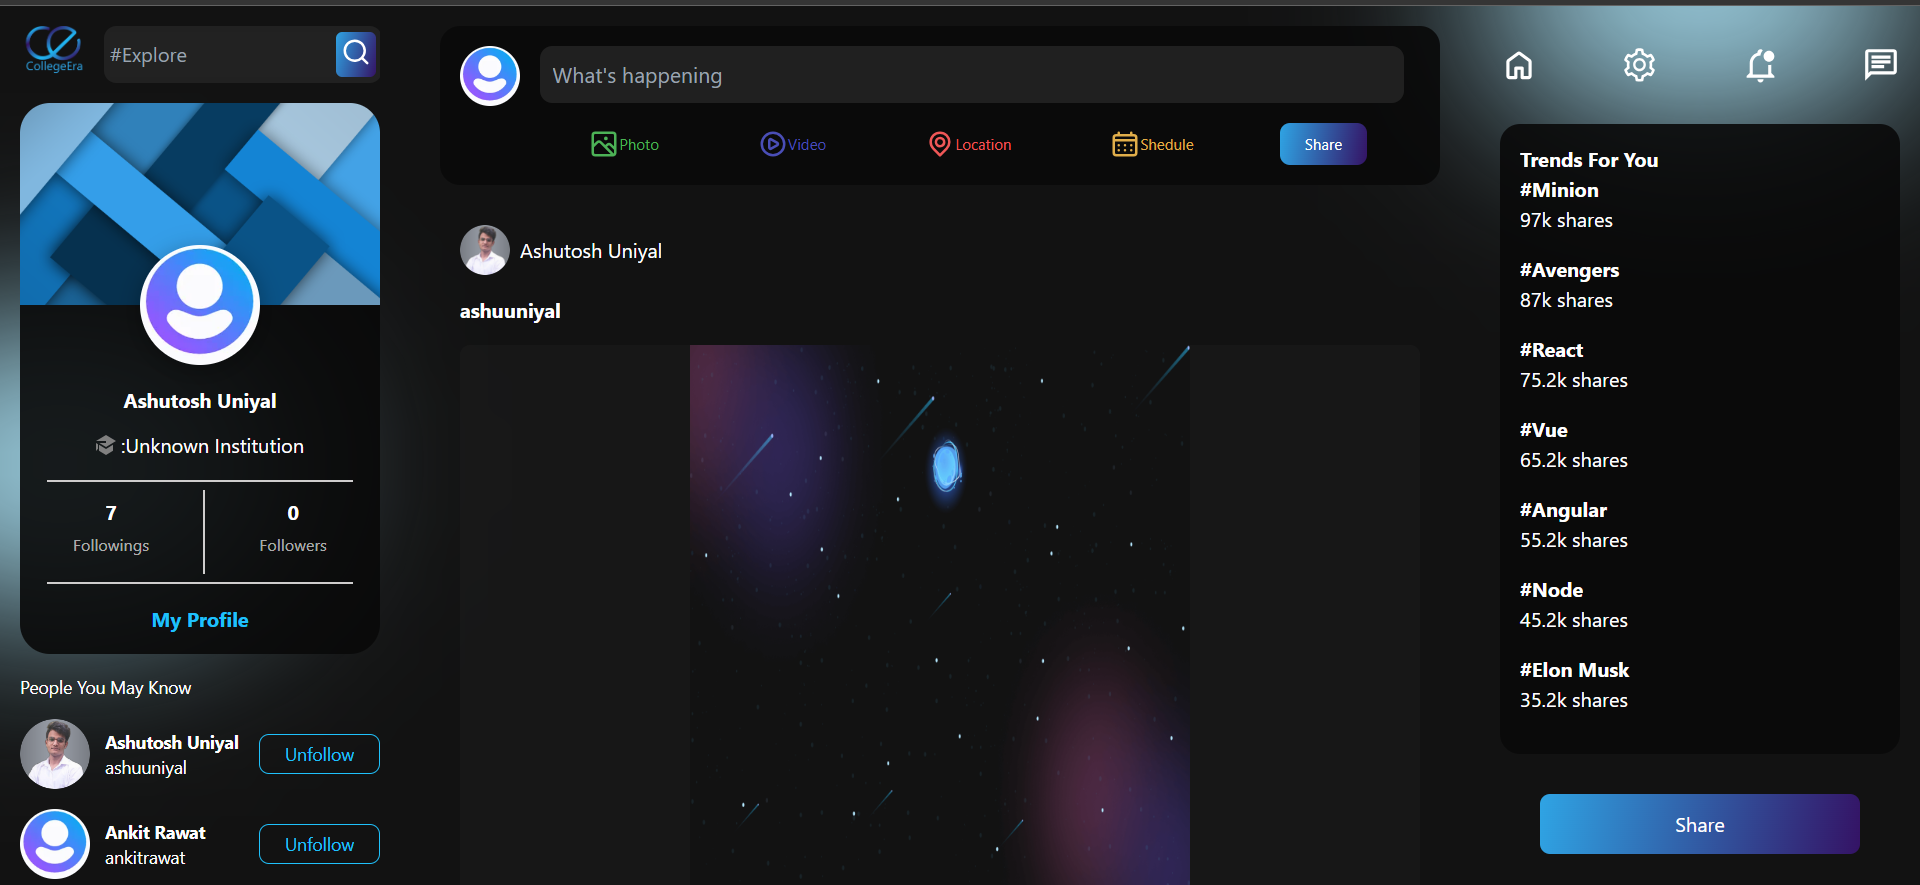 CollegeEra
#Explore
Ashutosh Uniyal
:Unknown Institution
7
Followings
0
Followers
My Profile
People You May Know
Ashutosh Uniyal
ashuuniyal
Unfollow
Ankit Rawat
ankitrawat
Unfollow
What's happening
Photo
Video
Location
Shedule
Share
Ashutosh Uniyal
ashuuniyal
Trends For You
#Minion
97k shares
#Avengers
87k shares
#React
75.2k shares
#Vue
65.2k shares
#Angular
55.2k shares
#Node
45.2k shares
#Elon Musk
35.2k shares
Share